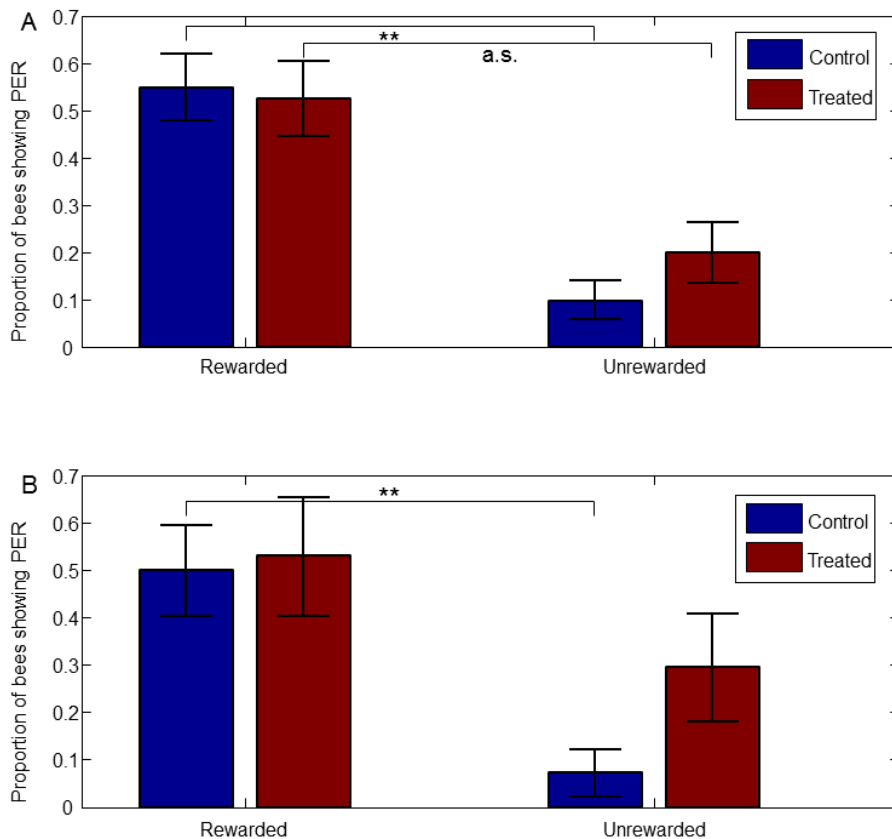 A
**
a.s.
Control
Treated
Proportion of bees showing PER
0.7
0.6
0.5
0.4
0.3
0.2
0.1
0
Rewarded
Unrewarded
B
**
Control
Treated
Proportion of bees showing PER
0.7
0.6
0.5
0.4
0.3
0.2
0.1
0
Rewarded
Unrewarded